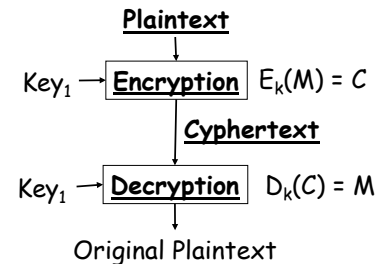 Plaintext
Key₁ Encryption Eₖ(M) = C
Cyphertext
Key₁ Decryption Dₖ(C) = M
Original Plaintext